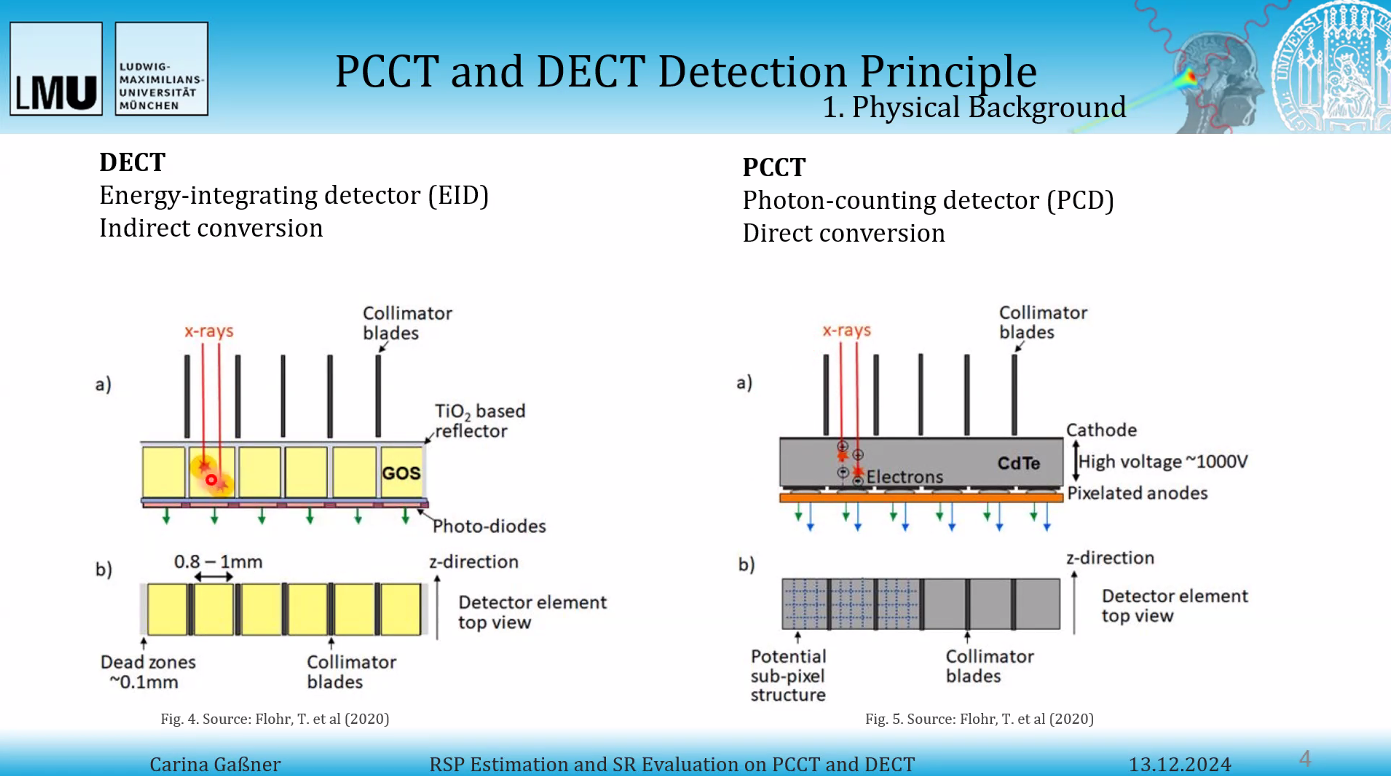 LMU
LUDWIG-
MAXIMILIANS-
UNIVERSITÄT
MÜNCHEN
PCCT and DECT Detection Principle
1. Physical Background
DECT
Energy-integrating detector (EID)
Indirect conversion
x-rays
Collimator
blades
a)
TiO₂ based
reflector
GOS
Photo-diodes
b)
0.8 – 1mm
z-direction
Detector element
top view
Dead zones
~0.1mm
Collimator
blades
Fig. 4. Source: Flohr, T. et al (2020)
PCCT
Photon-counting detector (PCD)
Direct conversion
x-rays
Collimator
blades
a)
Cathode
CdTe
High voltage ~1000V
Electrons
Pixelated anodes
b)
z-direction
Detector element
top view
Potential
sub-pixel
structure
Collimator
blades
Fig. 5. Source: Flohr, T. et al (2020)
Carina Gaßner
RSP Estimation and SR Evaluation on PCCT and DECT
13.12.2024
4